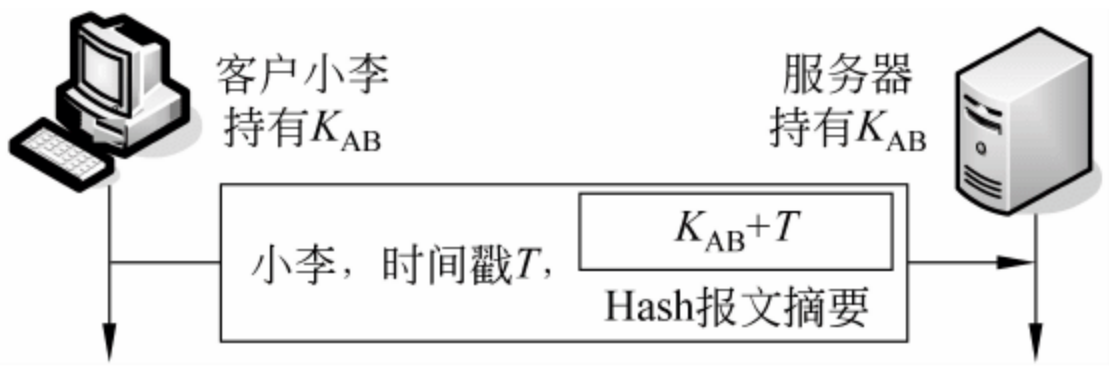 客户小李
持有KAB
服务器
持有KAB
小李，时间戳T，
KAB+T
Hash报文摘要